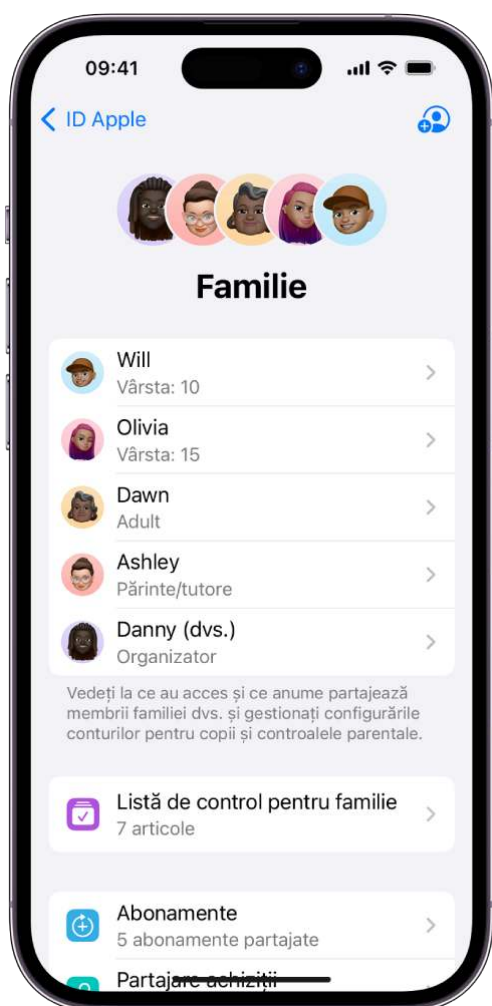 09:41
ID Apple
Familie
Will
Vârsta: 10
Olivia
Vârsta: 15
Dawn
Adult
Ashley
Părinte/tutore
Danny (dvs.)
Organizator
Vedeți la ce au acces și ce anume partajează
membrii familiei dvs. și gestionați configurările
conturilor pentru copii și controalele parentale.
Listă de control pentru familie
7 articole
Abonamente
5 abonamente partajate
Partajare achiziții